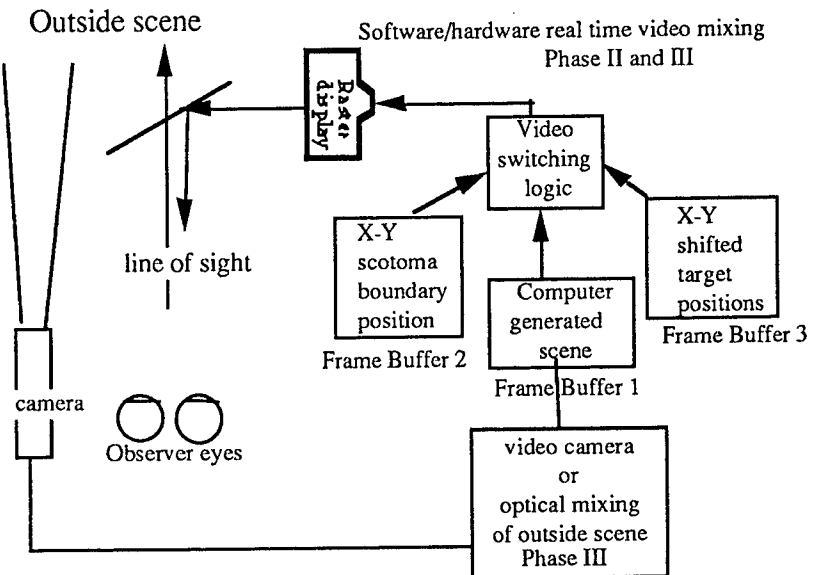 Outside scene
Software/hardware real time video mixing
Phase II and III
Raster
display
Video
switching
logic
line of sight
X-Y
scotoma
boundary
position
Frame Buffer 2
Computer
generated
scene
Frame Buffer 1
X-Y
shifted
target
positions
Frame Buffer 3
camera
Observer eyes
video camera
or
optical mixing
of outside scene
Phase III